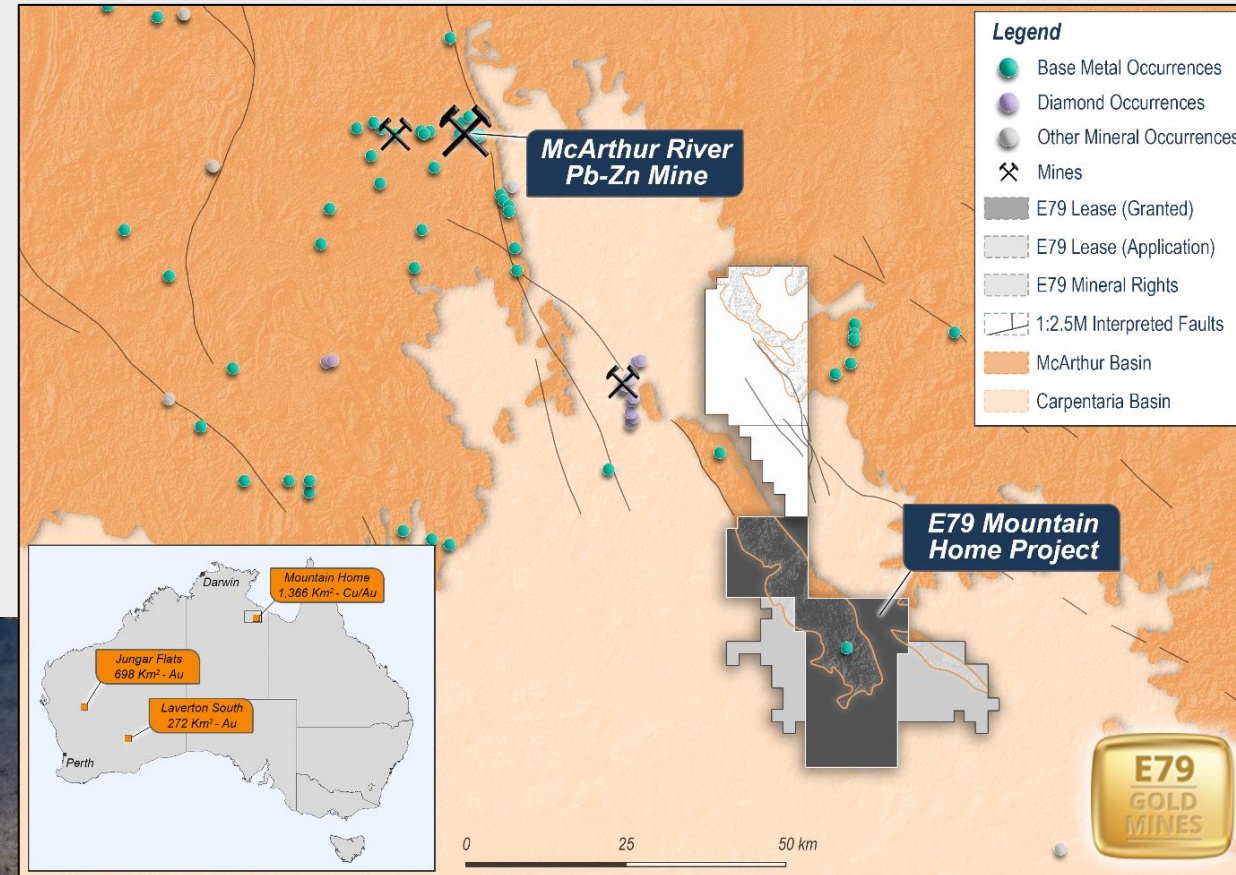 Legend
Base Metal Occurrences
Diamond Occurrences
Other Mineral Occurrences
Mines
E79 Lease (Granted)
E79 Lease (Application)
E79 Mineral Rights
1:2.5M Interpreted Faults
McArthur Basin
Carpentaria Basin
McArthur River
Pb-Zn Mine
E79 Mountain
Home Project
Darwin
Mountain Home
1,366 Km² - Cu/Au
Jungar Flats
698 Km² - Au
Laverton South
272 Km² - Au
Perth
0 25 50 km
E79
GOLD
MINES